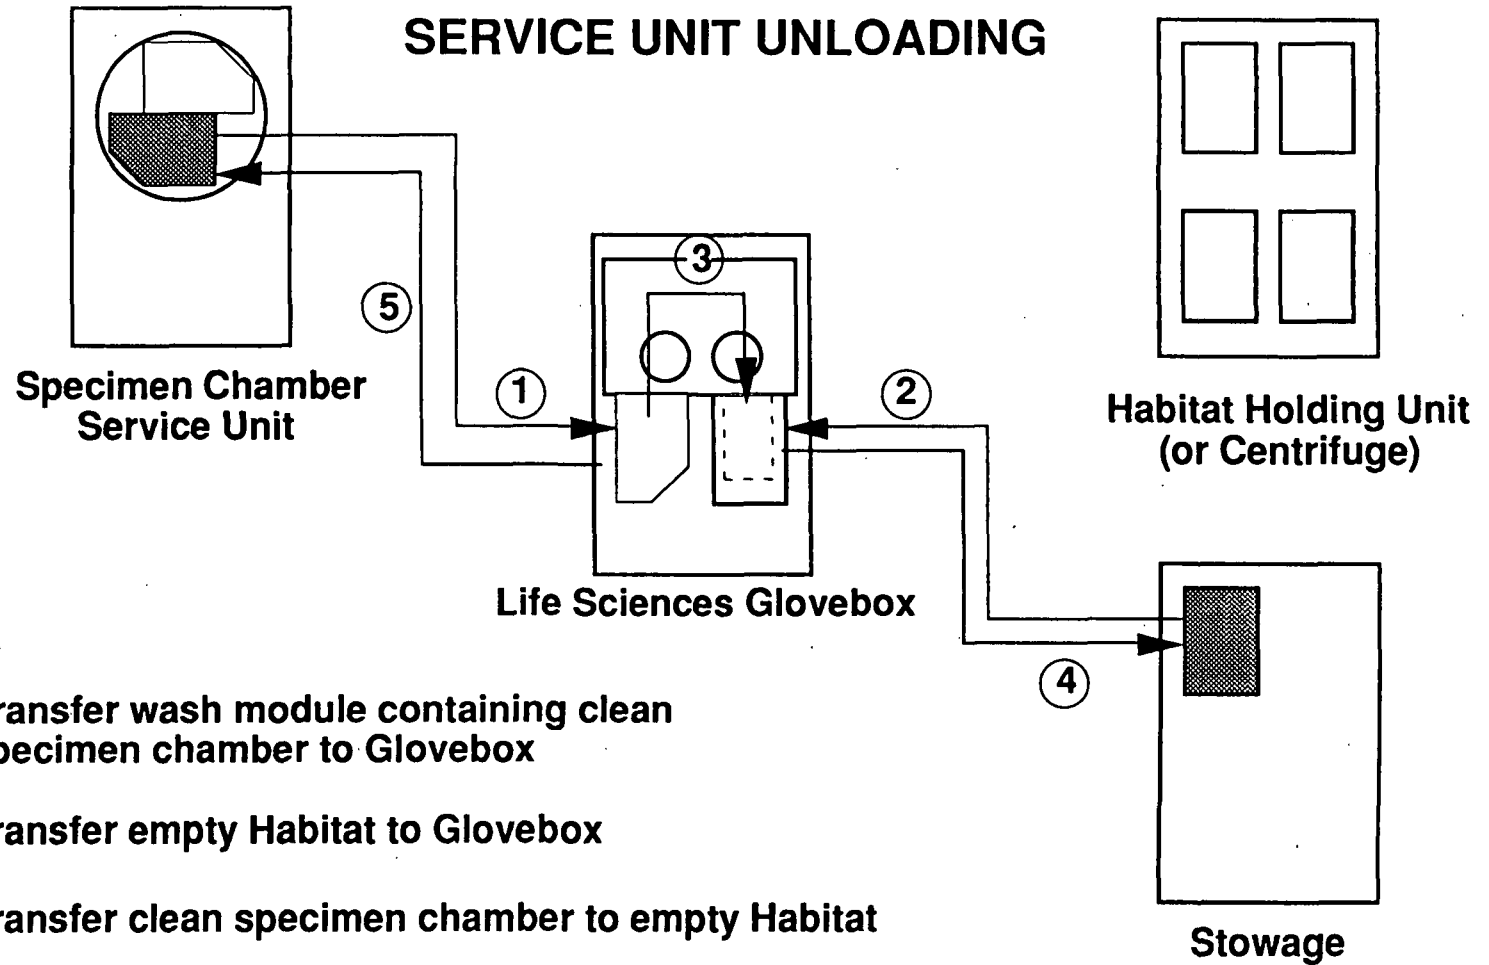 SERVICE UNIT UNLOADING
3
5
1
2
Specimen Chamber
Service Unit
Habitat Holding Unit
(or Centrifuge)
Life Sciences Glovebox
4
ransfer wash module containing clean
pecimen chamber to Glovebox
ransfer empty Habitat to Glovebox
ransfer clean specimen chamber to empty Habitat
Stowage